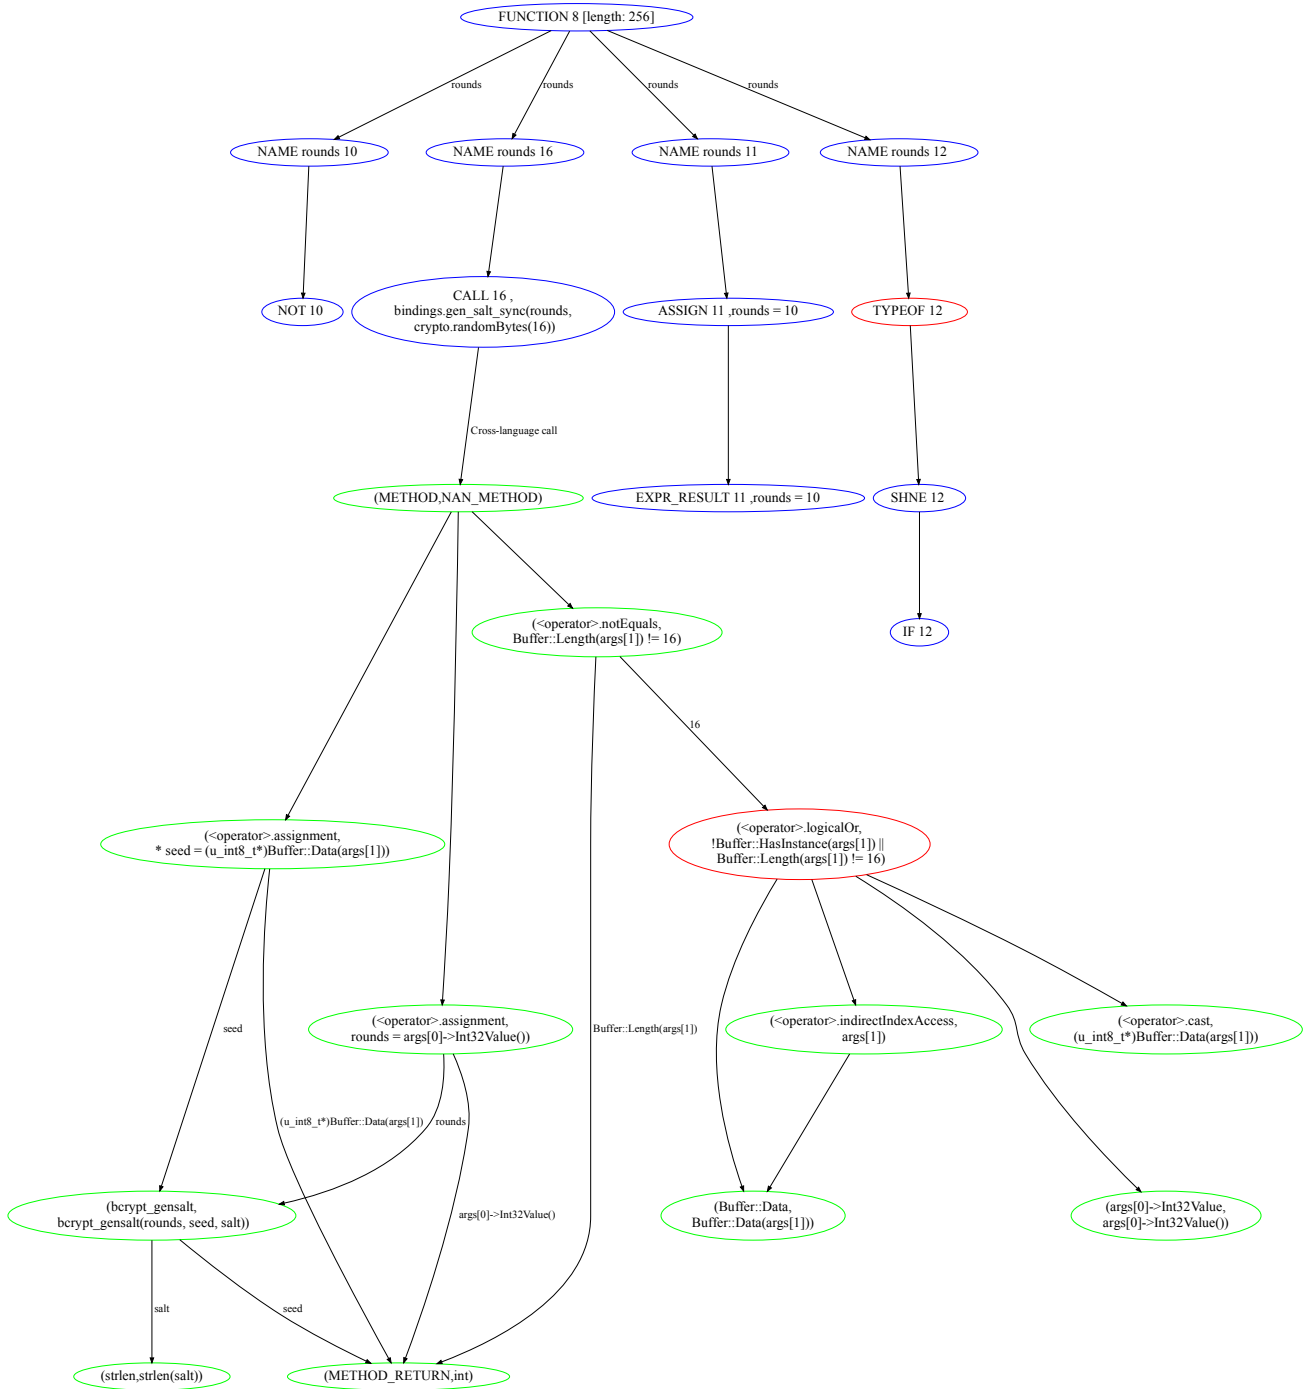 FUNCTION 8 [length: 256]
rounds
rounds
rounds
rounds
NAME rounds 10
NAME rounds 16
NAME rounds 11
NAME rounds 12
NOT 10
CALL 16 ,
bindings.gen_salt_sync(rounds,
crypto.randomBytes(16))
ASSIGN 11 ,rounds = 10
TYPEOF 12
Cross-language call
(METHOD,NAN_METHOD)
EXPR_RESULT 11 ,rounds = 10
SHNE 12
(<operator>.notEquals,
Buffer::Length(args[1]) != 16)
IF 12
16
(<operator>.assignment,
* seed = (u_int8_t*)Buffer::Data(args[1]))
(<operator>.logicalOr,
!Buffer::HasInstance(args[1]) ||
Buffer::Length(args[1]) != 16)
seed
(<operator>.assignment,
rounds = args[0]->Int32Value())
Buffer::Length(args[1])
(<operator>.indirectIndexAccess,
args[1])
(<operator>.cast,
(u_int8_t*)Buffer::Data(args[1]))
(u_int8_t*)Buffer::Data(args[1])
rounds
(bcrypt_gensalt,
bcrypt_gensalt(rounds, seed, salt))
args[0]->Int32Value()
(Buffer::Data,
Buffer::Data(args[1]))
(args[0]->Int32Value,
args[0]->Int32Value())
salt
seed
(strlen,strlen(salt))
(METHOD_RETURN,int)